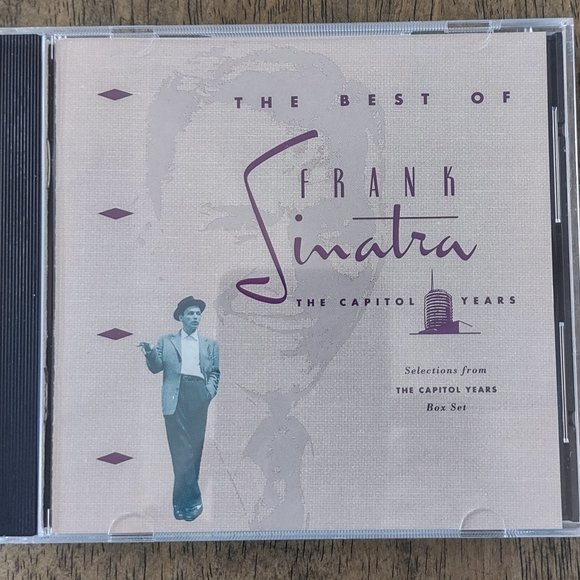 THE BEST OF
FRANK
Sinatra
THE CAPITOL YEARS
Selections from
THE CAPITOL YEARS
Box Set